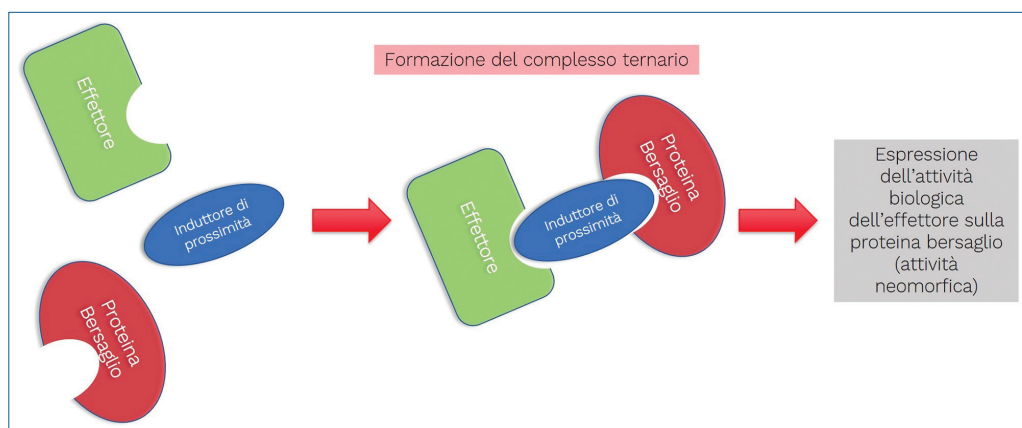 Formazione del complesso ternario
Effettore
Induttore di
prossimità
Proteina
Bersaglio
Effettore
Induttore di
prossimità
Proteina
Bersaglio
Espressione
dell'attività
biologica
dell'effettore sulla
proteina bersaglio
(attività
neomorfica)